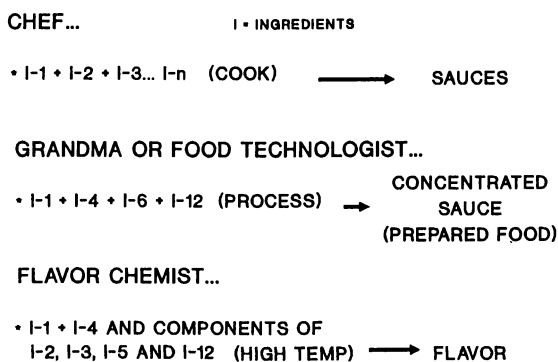 CHEF... I = INGREDIENTS
• I-1 + I-2 + I-3... I-n (COOK) → SAUCES
GRANDMA OR FOOD TECHNOLOGIST...
• I-1 + I-4 + I-6 + I-12 (PROCESS) → CONCENTRATED
SAUCE
(PREPARED FOOD)
FLAVOR CHEMIST...
• I-1 + I-4 AND COMPONENTS OF
I-2, I-3, I-5 AND I-12 (HIGH TEMP) → FLAVOR